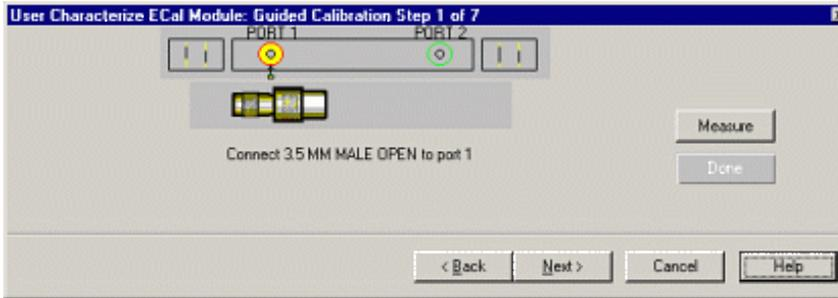 User Characterize ECal Module: Guided Calibration Step 1 of 7
PORT 1
PORT 2
Connect 3.5 MM MALE OPEN to port 1
Measure
Done
< Back
Next >
Cancel
Help